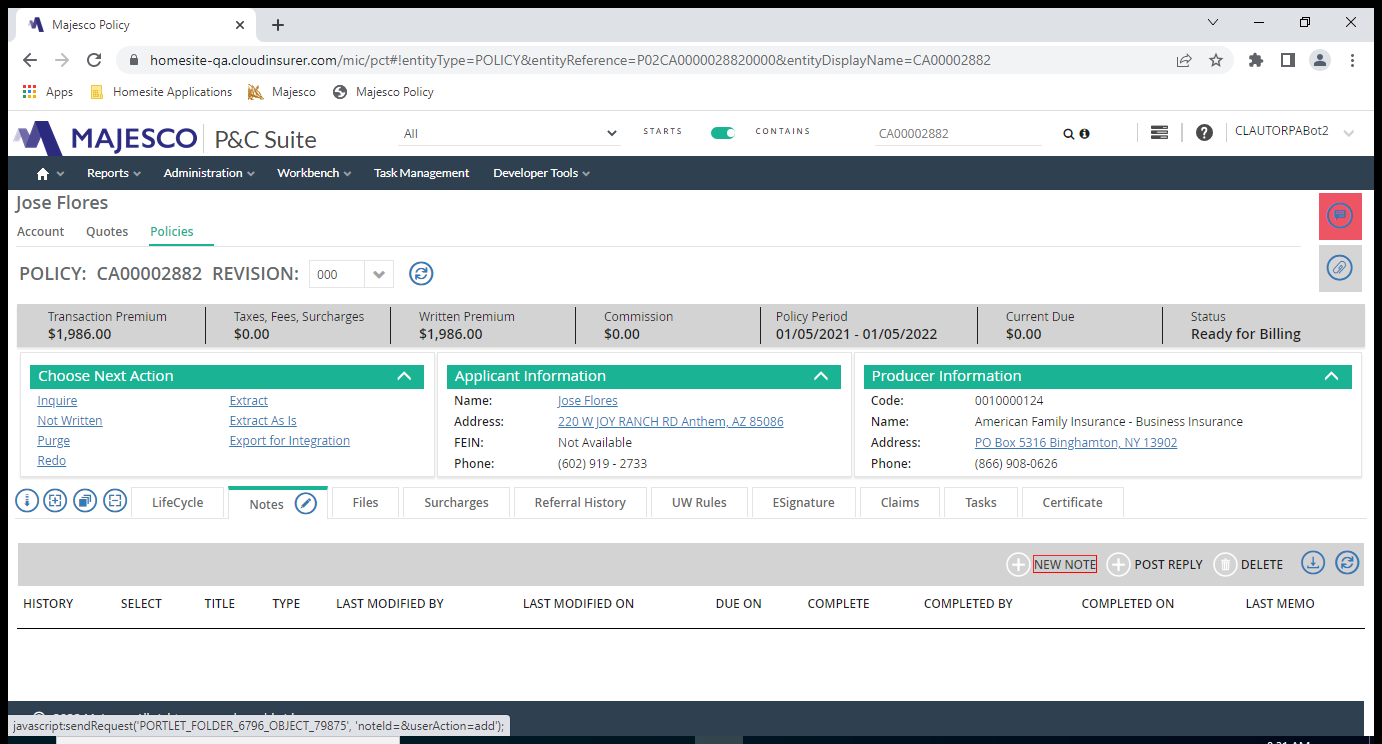 Majesco Policy
homesite-qa.cloudinsurer.com/mic/pct#!entityType=POLICY&entityReference=P02CA0000028820000&entityDisplayName=CA00002882
Apps Homesite Applications Majesco Majesco Policy
MAJESCO P&C Suite All STARTS CONTAINS CA00002882 CLAUTORPABot2
Reports Administration Workbench Task Management Developer Tools
Jose Flores
Account Quotes Policies
POLICY: CA00002882 REVISION: 000
Transaction Premium Taxes, Fees, Surcharges Written Premium Commission Policy Period Current Due Status
$1,986.00 $0.00 $1,986.00 $0.00 01/05/2021 - 01/05/2022 $0.00 Ready for Billing
Choose Next Action Applicant Information Producer Information
Inquire Extract Name: Jose Flores Code: 0010000124
Not Written Extract As Is Address: 220 W JOY RANCH RD Anthem, AZ 85086 Name: American Family Insurance - Business Insurance
Purge Export for Integration FEIN: Not Available Address: PO Box 5316 Binghamton, NY 13902
Redo Phone: (602) 919 - 2733 Phone: (866) 908-0626
LifeCycle Notes Files Surcharges Referral History UW Rules ESignature Claims Tasks Certificate
NEW NOTE POST REPLY DELETE
HISTORY SELECT TITLE TYPE LAST MODIFIED BY LAST MODIFIED ON DUE ON COMPLETE COMPLETED BY COMPLETED ON LAST MEMO
javascript:sendRequest('PORTLET_FOLDER_6796_OBJECT_79875', 'noteId=&userAction=add');